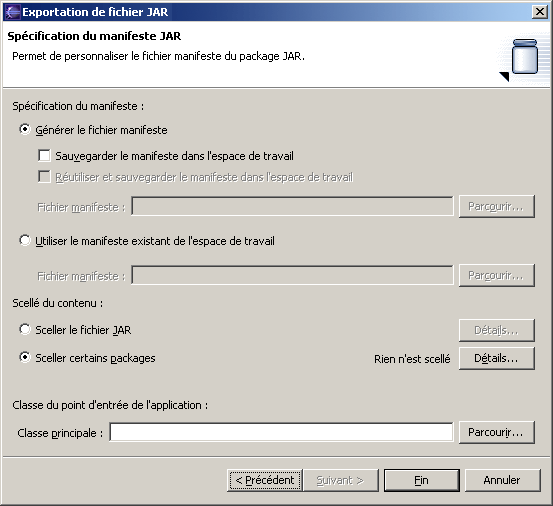 Exportation de fichier JAR
Spécification du manifeste JAR
Permet de personnaliser le fichier manifeste du package JAR.
Spécification du manifeste :
Générer le fichier manifeste
Sauvegarder le manifeste dans l'espace de travail
Réutiliser et sauvegarder le manifeste dans l'espace de travail
Fichier manifeste : Parcourir...
Utiliser le manifeste existant de l'espace de travail
Fichier manifeste : Parcourir...
Scellé du contenu :
Sceller le fichier JAR Détails...
Sceller certains packages Rien n'est scellé Détails...
Classe du point d'entrée de l'application :
Classe principale : Parcourir...
< Précédent Suivant > Fin Annuler